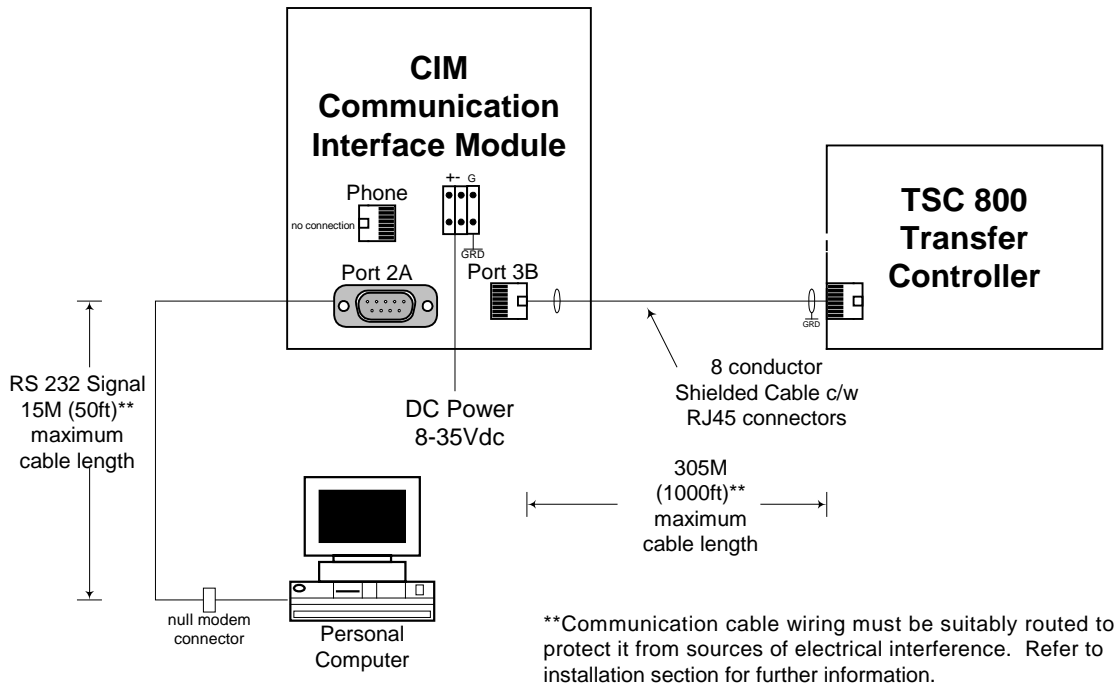 CIM
Communication
Interface Module
+- G
Phone
no connection
GRD
Port 2A
Port 3B
TSC 800
Transfer
Controller
GRD
RS 232 Signal
15M (50ft)**
maximum
cable length
DC Power
8-35Vdc
8 conductor
Shielded Cable c/w
RJ45 connectors
305M
(1000ft)**
maximum
cable length
null modem
connector
Personal
Computer
**Communication cable wiring must be suitably routed to
protect it from sources of electrical interference. Refer to
installation section for further information.